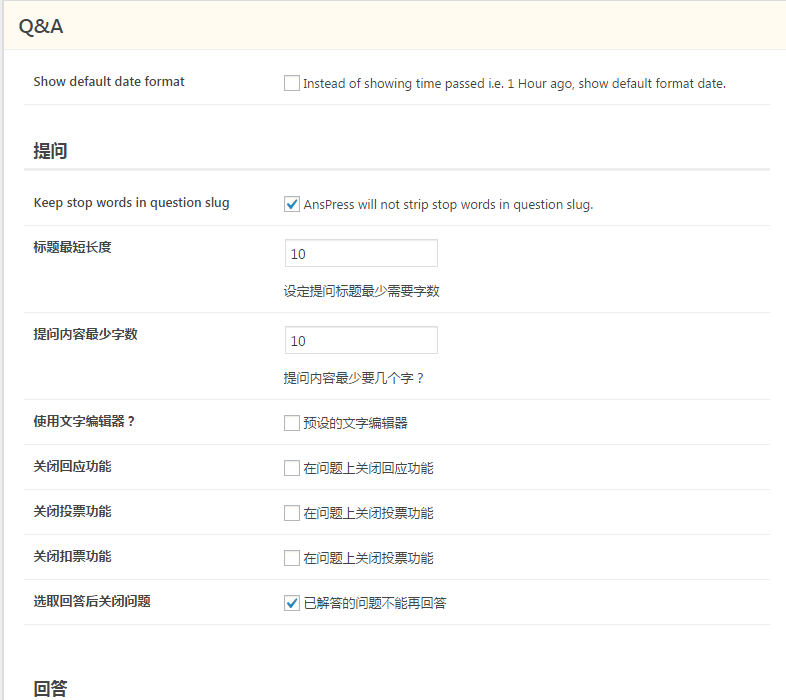 Q&A
Show default date format
Instead of showing time passed i.e. 1 Hour ago, show default format date.
提问
Keep stop words in question slug
AnsPress will not strip stop words in question slug.
标题最短长度
10
设定提问标题最少需要字数
提问内容最少字数
10
提问内容最少要几个字？
使用文字编辑器？
预设的文字编辑器
关闭回应功能
在问题上关闭回应功能
关闭投票功能
在问题上关闭投票功能
关闭扣票功能
在问题上关闭投票功能
选取回答后关闭问题
已解答的问题不能再回答
回答